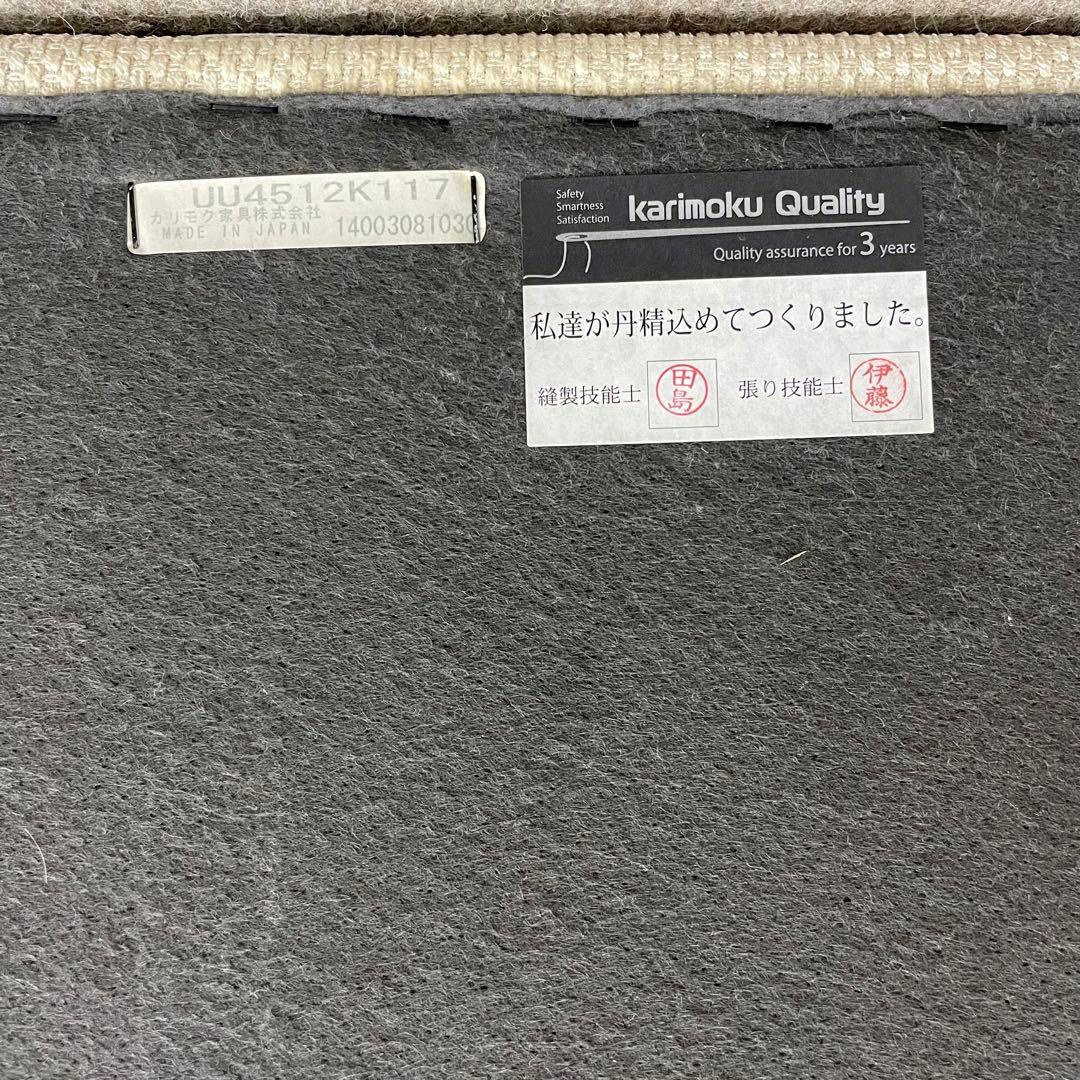 UU4512K117
カリモク家具株式会社
MADE IN JAPAN 14003081030
Safety
Smartness
Satisfaction
karimoku Quality
Quality assurance for 3 years
私達が丹精込めてつくりました。
縫製技能士 田島 張り技能士 伊藤